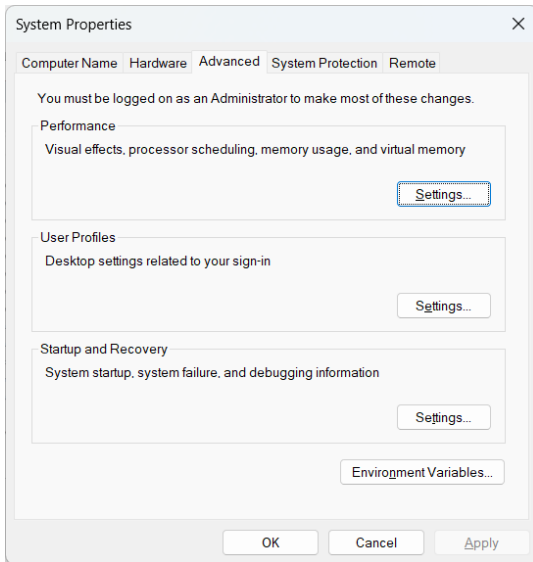 System Properties
Computer Name Hardware Advanced System Protection Remote
You must be logged on as an Administrator to make most of these changes.
Performance
Visual effects, processor scheduling, memory usage, and virtual memory
Settings...
User Profiles
Desktop settings related to your sign-in
Settings...
Startup and Recovery
System startup, system failure, and debugging information
Settings...
Environment Variables...
OK Cancel Apply